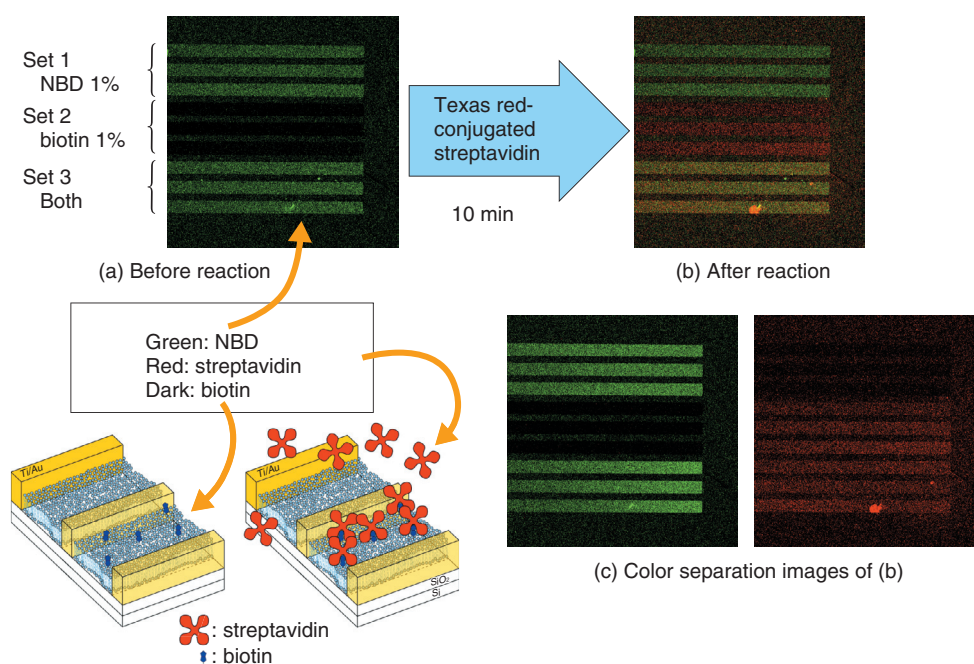 Set 1
NBD 1%
Set 2
biotin 1%
Set 3
Both
Texas red-
conjugated
streptavidin
10 min
(a) Before reaction
(b) After reaction
Green: NBD
Red: streptavidin
Dark: biotin
Ti/Au
Ti/Au
SiO₂
Si
: streptavidin
: biotin
(c) Color separation images of (b)